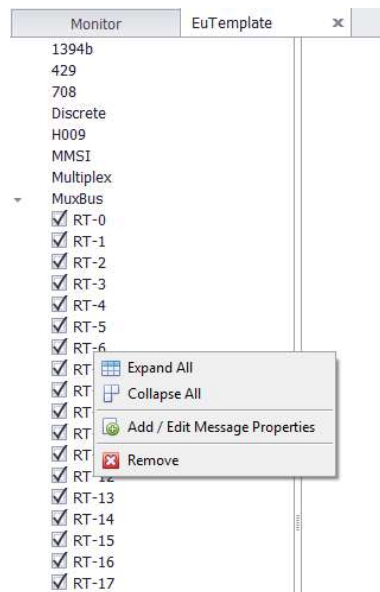 Monitor EuTemplate
1394b
429
708
Discrete
H009
MMSI
Multiplex
MuxBus
RT-0
RT-1
RT-2
RT-3
RT-4
RT-5
RT-6
RT
Expand All
RT
Collapse All
RT
RT
Add / Edit Message Properties
RT
Remove
RT-12
RT-13
RT-14
RT-15
RT-16
RT-17